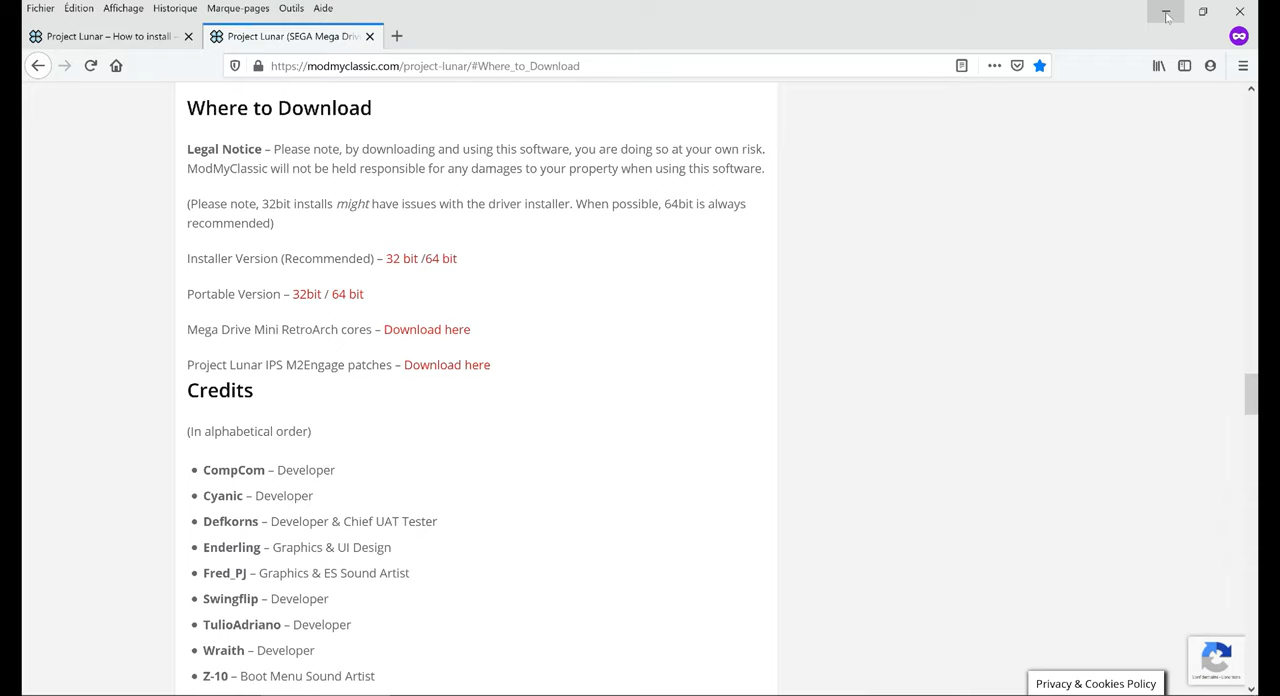 Fichier Édition Affichage Historique Marque-pages Outils Aide
Project Lunar – How to install – Project Lunar (SEGA Mega Driv
https://modmyclassic.com/project-lunar/#Where_to_Download
Where to Download
Legal Notice – Please note, by downloading and using this software, you are doing so at your own risk.
ModMyClassic will not be held responsible for any damages to your property when using this software.
(Please note, 32bit installs might have issues with the driver installer. When possible, 64bit is always
recommended)
Installer Version (Recommended) – 32 bit /64 bit
Portable Version – 32bit / 64 bit
Mega Drive Mini RetroArch cores – Download here
Project Lunar IPS M2Engage patches – Download here
Credits
(In alphabetical order)
CompCom – Developer
Cyanic – Developer
Defkorns – Developer & Chief UAT Tester
Enderling – Graphics & UI Design
Fred_PJ – Graphics & ES Sound Artist
Swingflip – Developer
TulioAdriano – Developer
Wraith – Developer
Z-10 – Boot Menu Sound Artist
Privacy & Cookies Policy